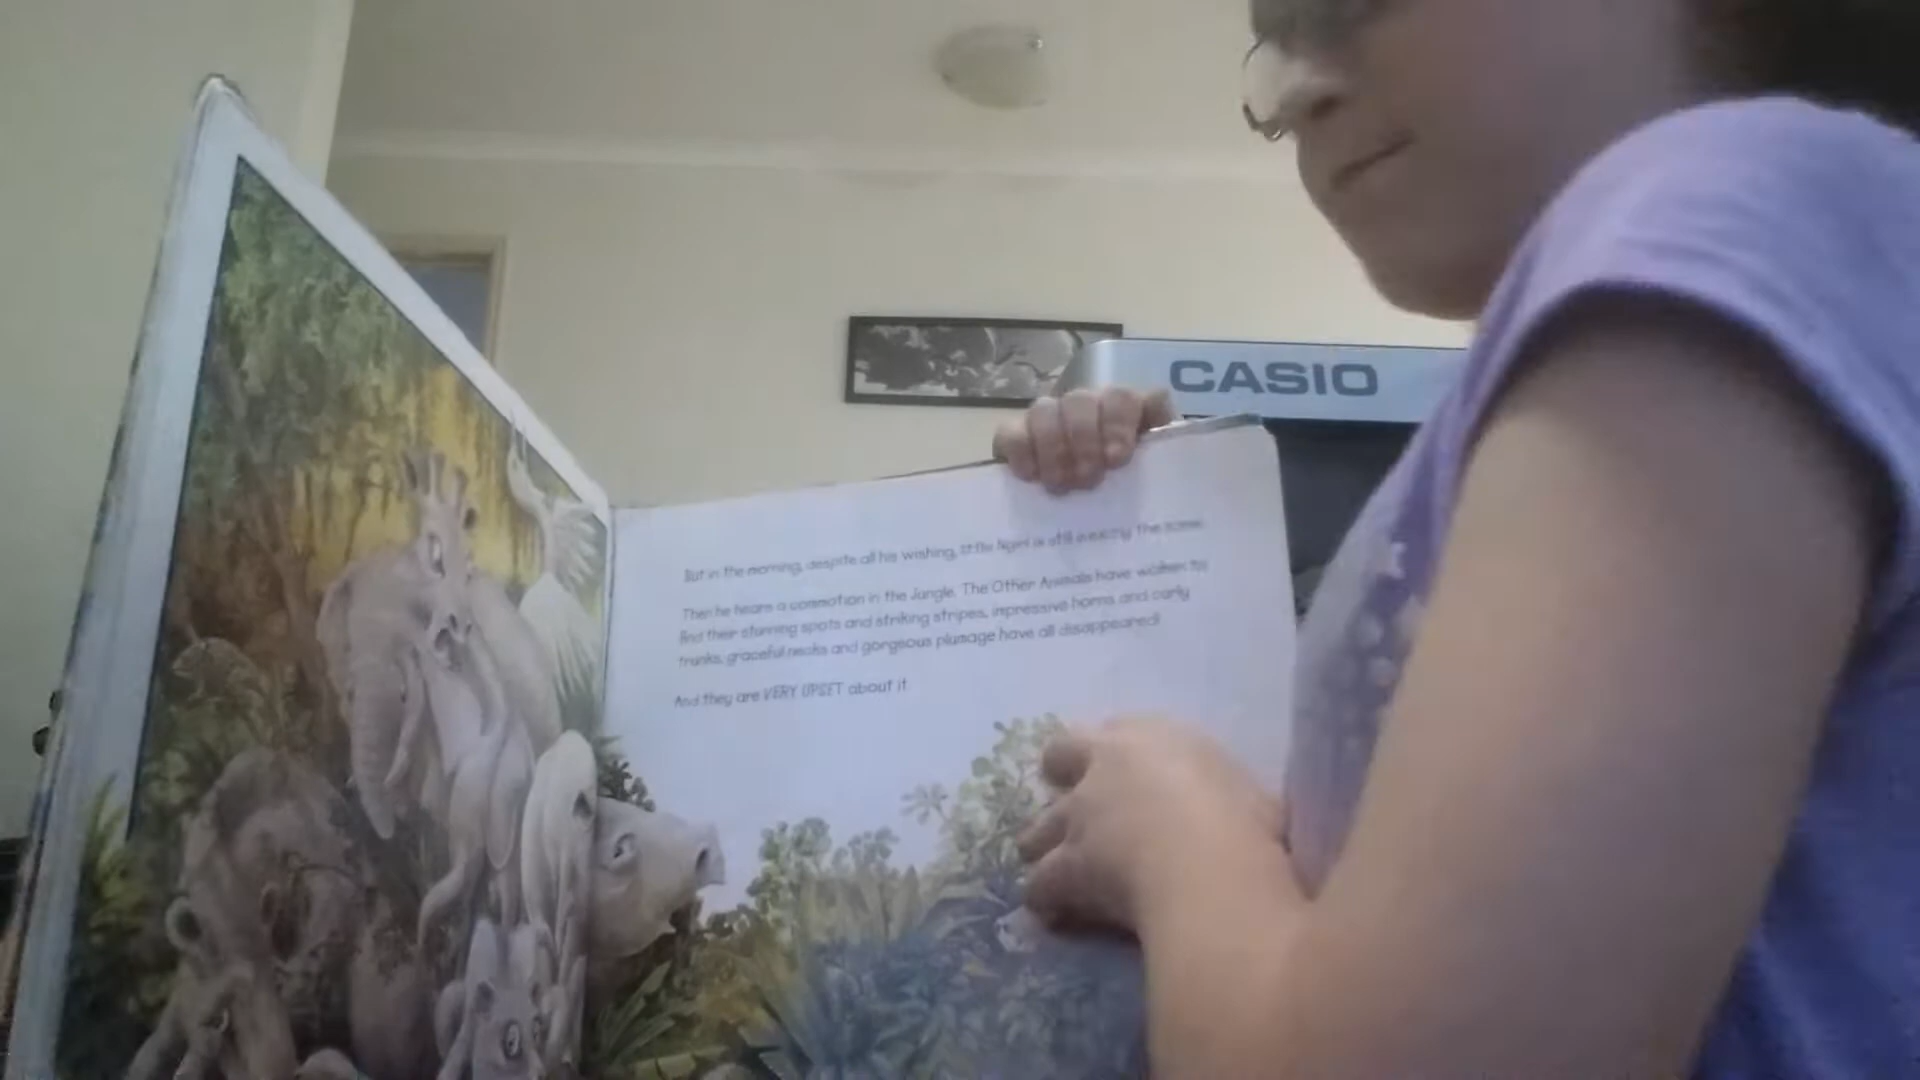 CASIO
But in the morning, despite all his wishing, little Nigel is still exactly the same.
Then he hears a commotion in the Jungle. The Other Animals have woken to
find their stunning spots and striking stripes, impressive horns and curly
trunks, graceful necks and gorgeous plumage have all disappeared!
And they are VERY UPSET about it.